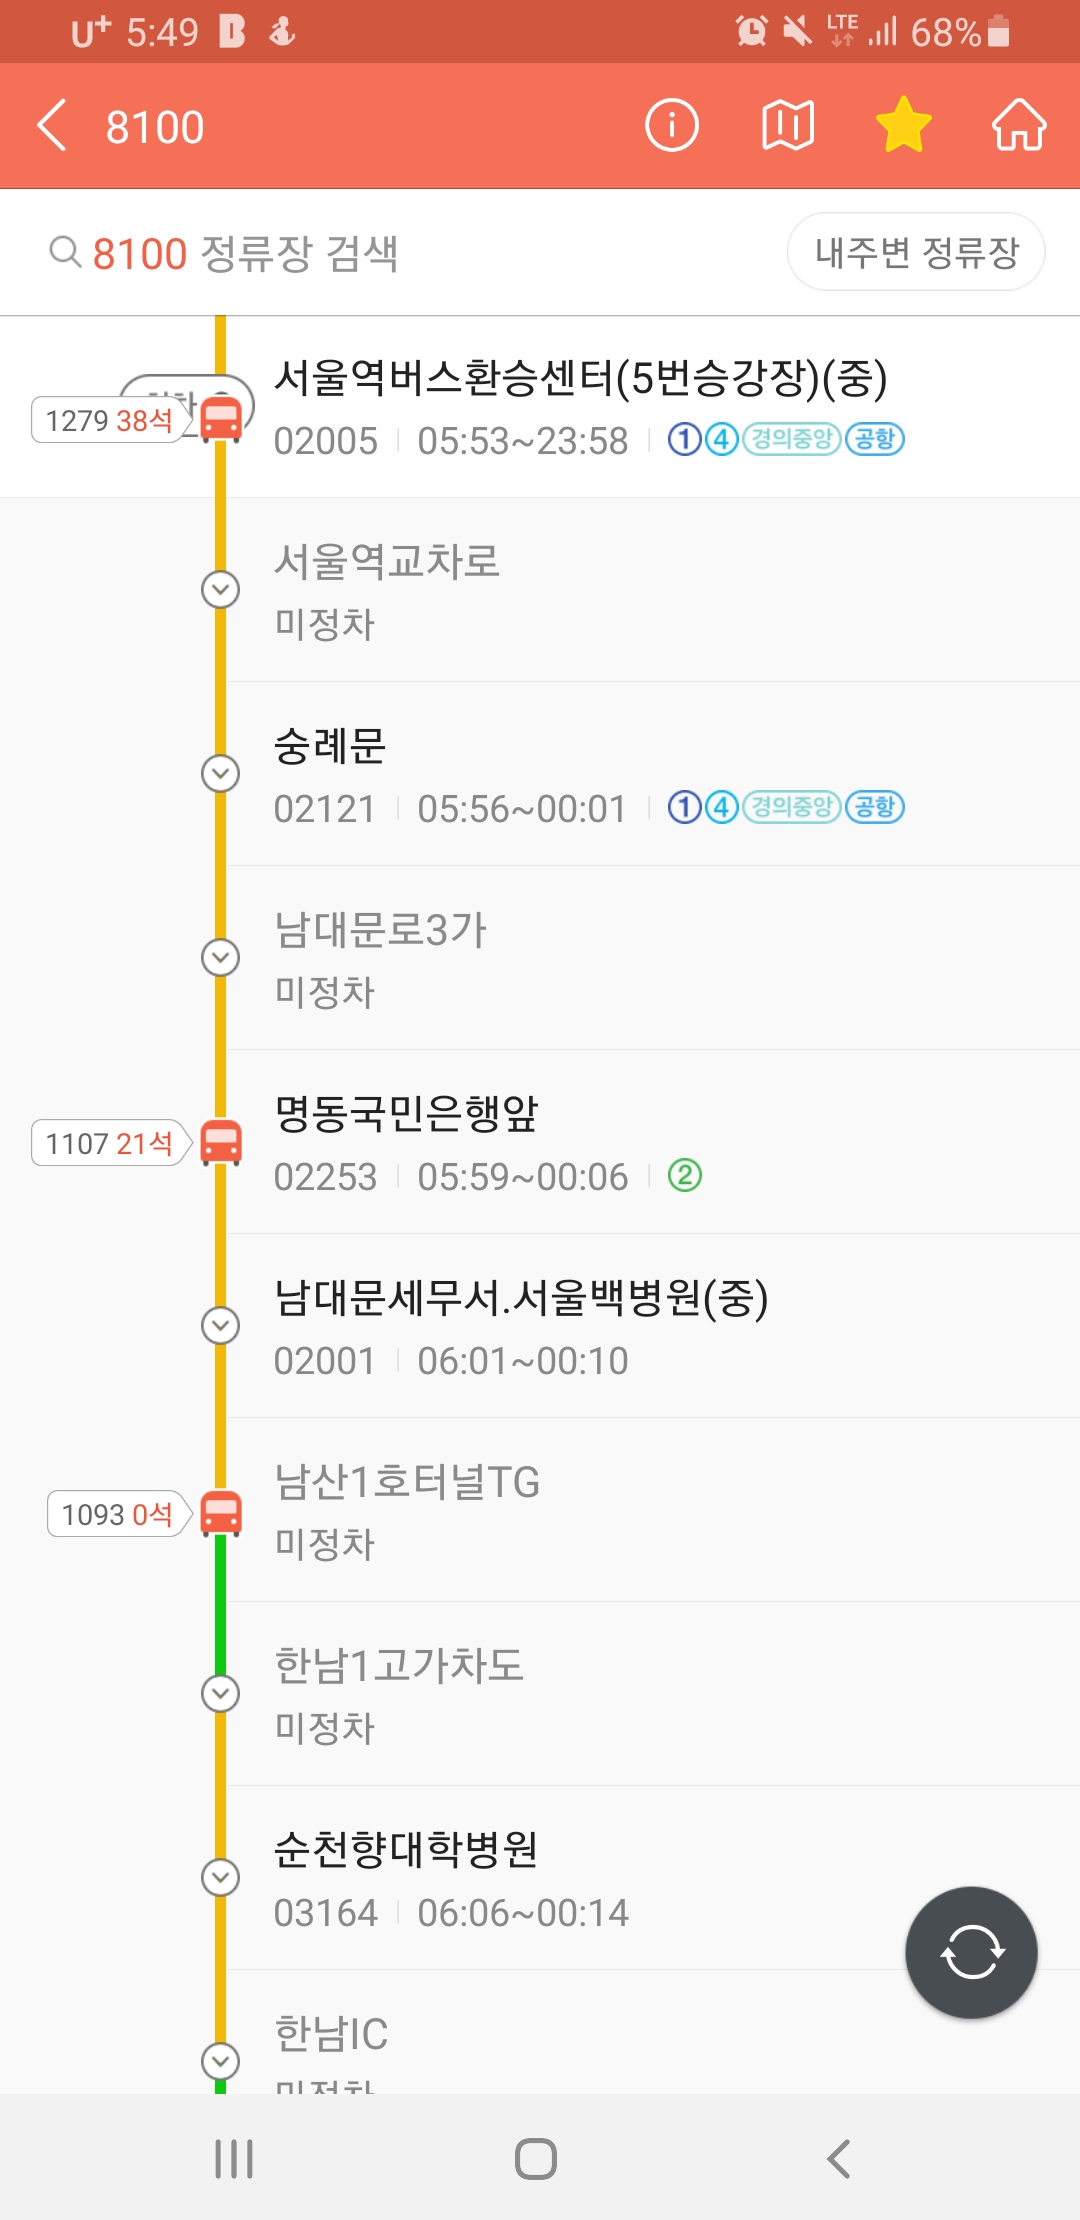 U+ 5:49 LTE 68%
8100
8100 정류장 검색 내주변 정류장
서울역버스환승센터(5번승강장)(중)
1279 38석
02005 05:53~23:58 1 4 경의중앙 공항
서울역교차로
미정차
숭례문
02121 05:56~00:01 1 4 경의중앙 공항
남대문로3가
미정차
명동국민은행앞
1107 21석
02253 05:59~00:06 2
남대문세무서.서울백병원(중)
02001 06:01~00:10
남산1호터널TG
1093 0석
미정차
한남1고가차도
미정차
순천향대학병원
03164 06:06~00:14
한남IC
미정차